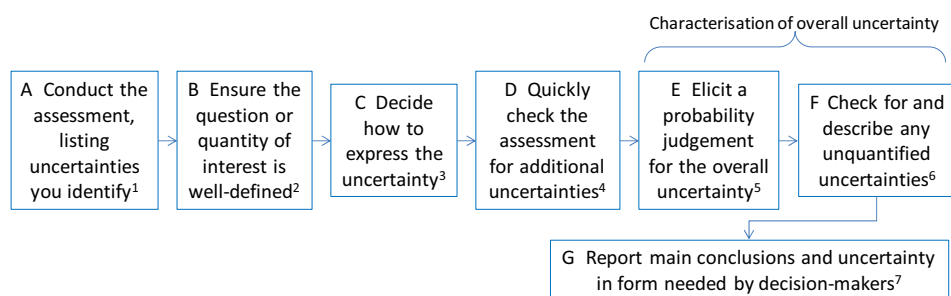 Characterisation of overall uncertainty
A Conduct the
assessment,
listing
uncertainties
you identify¹
B Ensure the
question or
quantity of
interest is
well-defined²
C Decide
how to
express the
uncertainty³
D Quickly
check the
assessment
for additional
uncertainties⁴
E Elicit a
probability
judgement
for the overall
uncertainty⁵
F Check for and
describe any
unquantified
uncertainties⁶
G Report main conclusions and uncertainty
in form needed by decision-makers⁷